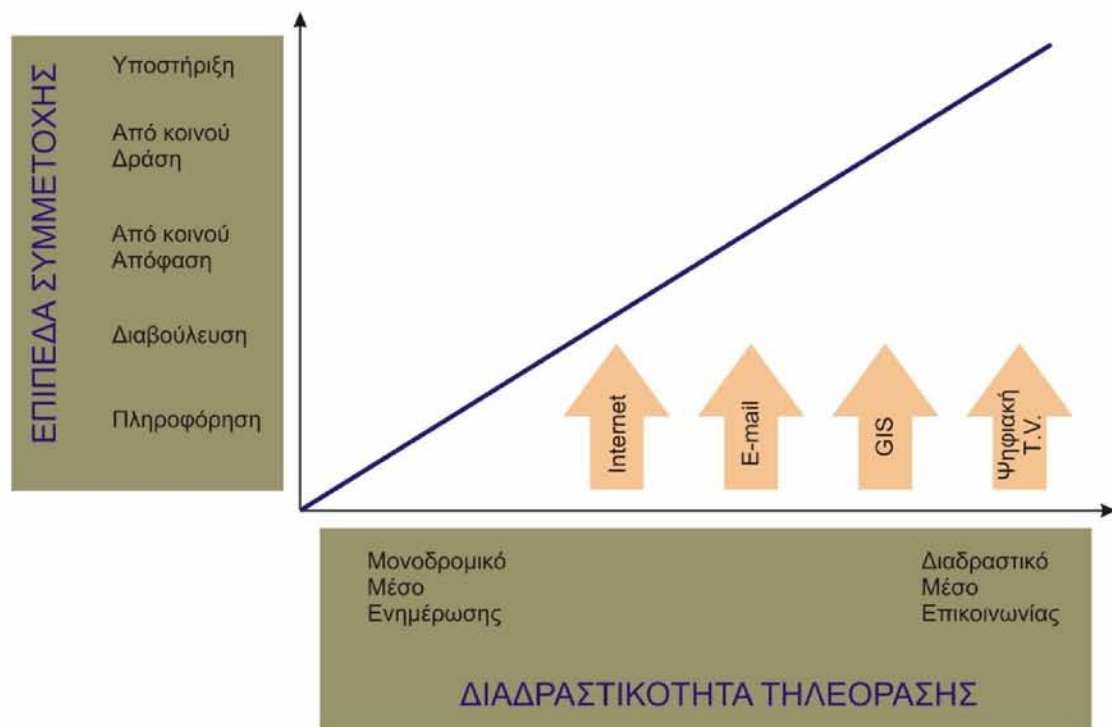 ΕΠΙΠΕΔΑ ΣΥΜΜΕΤΟΧΗΣ
Υποστήριξη
Από κοινού
Δράση
Από κοινού
Απόφαση
Διαβούλευση
Πληροφόρηση
Internet
E-mail
GIS
Ψηφιακή
T.V.
Μονοδρομικό
Μέσο
Ενημέρωσης
Διαδραστικό
Μέσο
Επικοινωνίας
ΔΙΑΔΡΑΣΤΙΚΟΤΗΤΑ ΤΗΛΕΟΡΑΣΗΣ